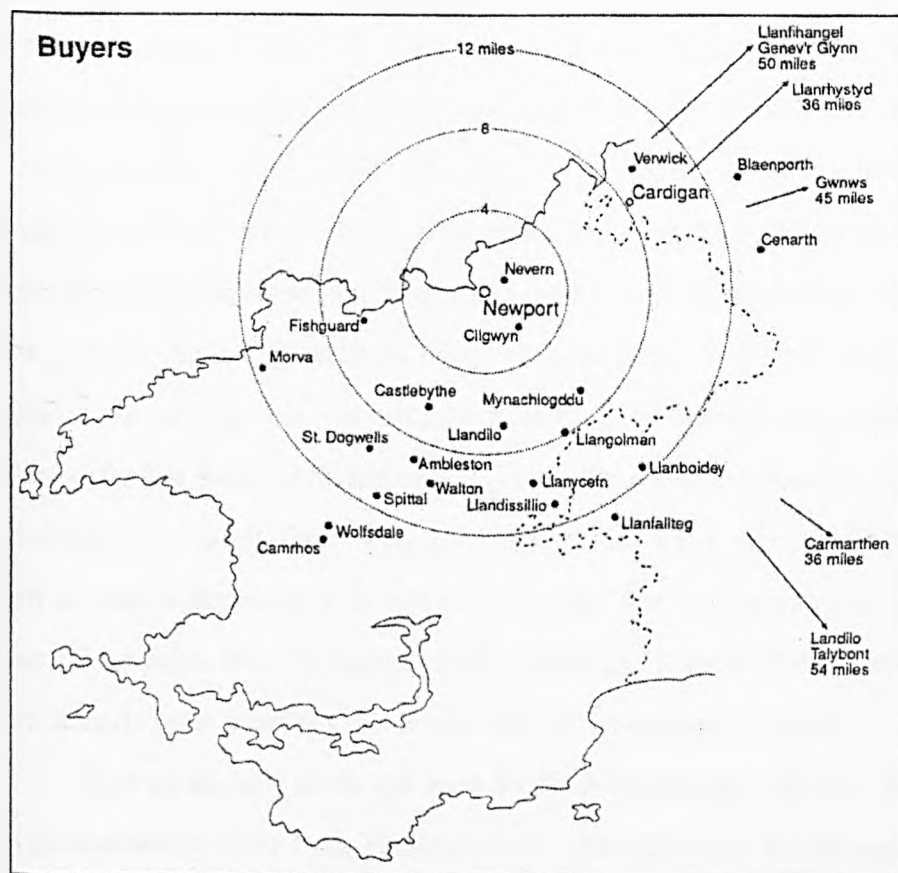 Buyers
12 miles
Llanfihangel
Genev'r Glynn
50 miles
Llanrhystyd
36 miles
8
Verwick
Blaenporth
Cardigan
Gwnws
45 miles
4
Cenarth
Nevern
Newport
Fishguard
Cilgwyn
Morva
Castlebythe
Mynachlogddu
St. Dogwells
Llandilo
Llangolman
Ambleston
Llanboidey
Walton
Llanycefn
Spittal
Llandissillio
Llanfallteg
Wolfsdale
Camrhos
Carmarthen
36 miles
Landilo
Talybont
54 miles